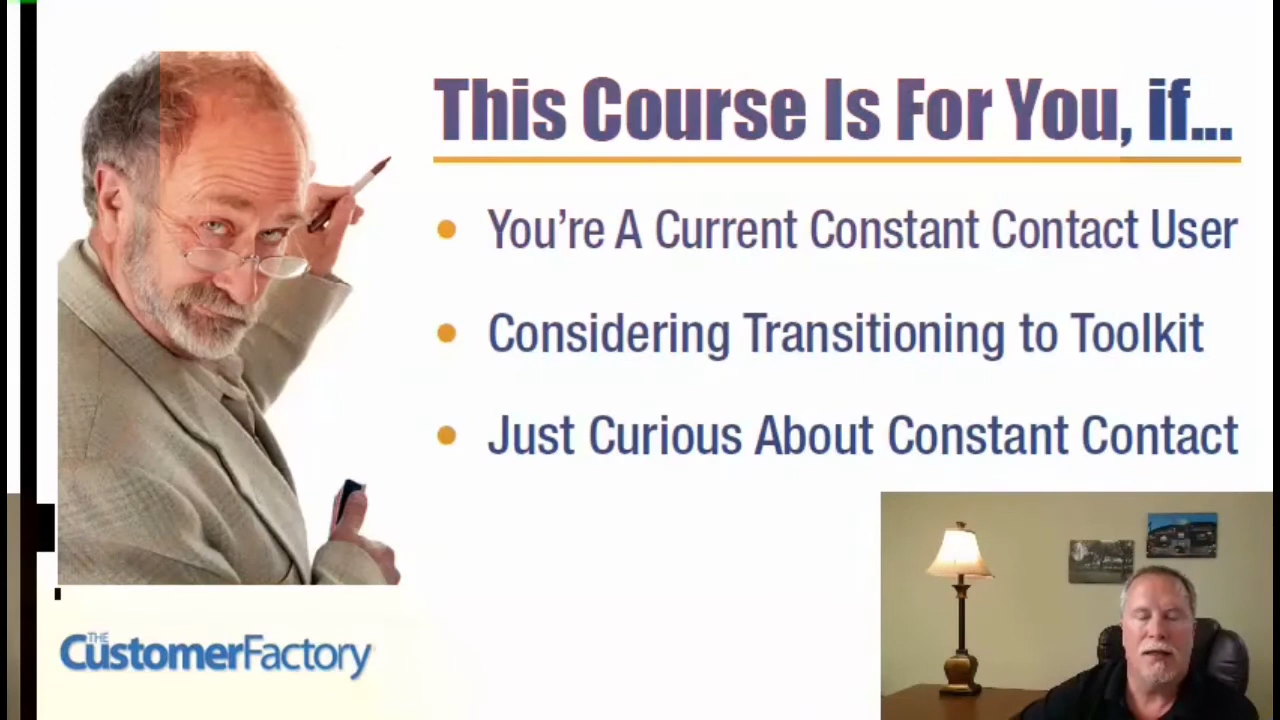 This Course Is For You, if...
• You're A Current Constant Contact User
• Considering Transitioning to Toolkit
• Just Curious About Constant Contact
THE CustomerFactory